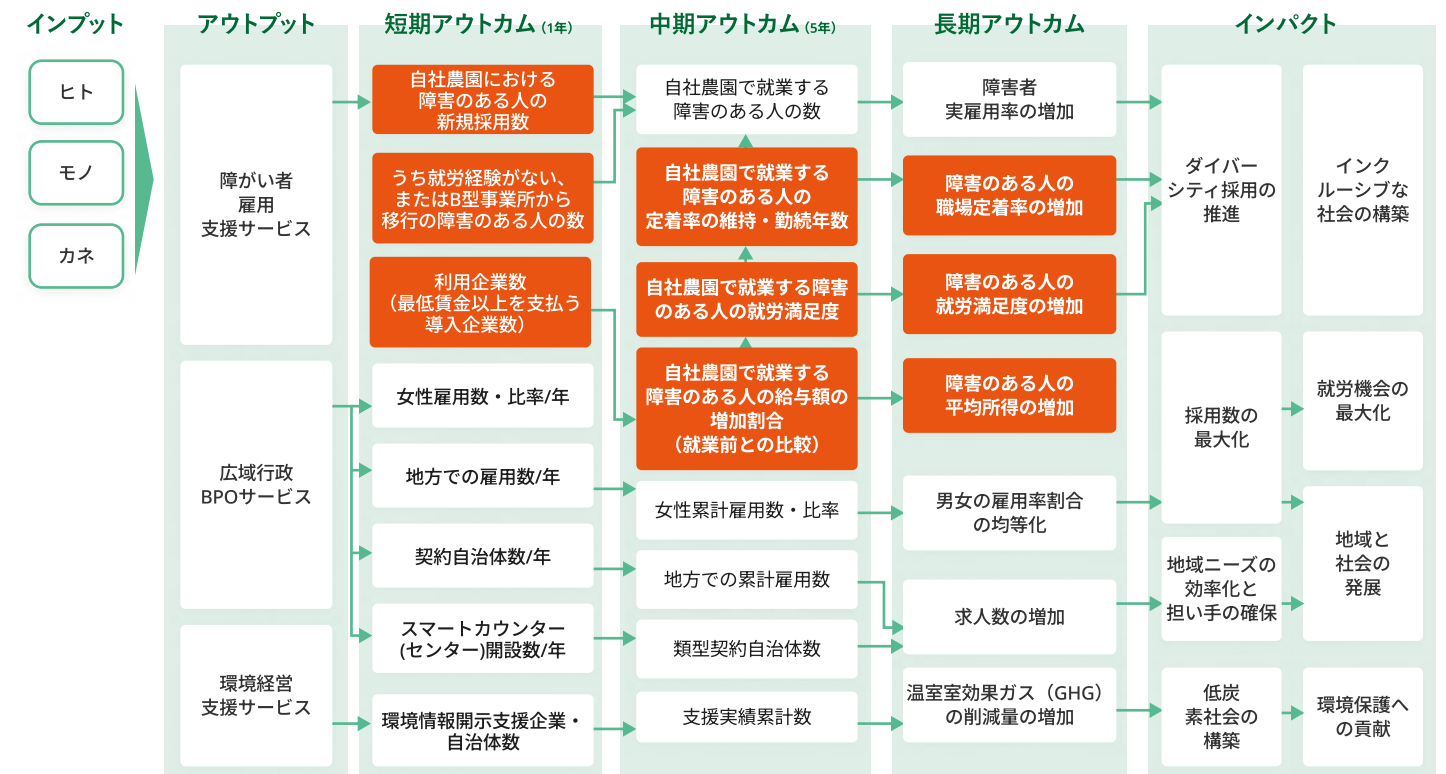 インプット
ヒト
モノ
カネ
アウトプット
障がい者
雇用
支援サービス
広域行政
BPOサービス
環境経営
支援サービス
短期アウトカム（1年）
自社農園における
障害のある人の
新規採用数
うち就労経験がない、
またはB型事業所から
移行の障害のある人の数
利用企業数
（最低賃金以上を支払う
導入企業数）
女性雇用数・比率/年
地方での雇用数/年
契約自治体数/年
スマートカウンター
(センター)開設数/年
環境情報開示支援企業・
自治体数
中期アウトカム（5年）
自社農園で就業する
障害のある人の数
自社農園で就業する
障害のある人の
定着率の維持・勤続年数
自社農園で就業する障害
のある人の就労満足度
自社農園で就業する
障害のある人の給与額の
増加割合
（就業前との比較）
女性累計雇用数・比率
地方での累計雇用数
類型契約自治体数
支援実績累計数
長期アウトカム
障害者
実雇用率の増加
障害のある人の
職場定着率の増加
障害のある人の
就労満足度の増加
障害のある人の
平均所得の増加
男女の雇用率割合
の均等化
求人数の増加
温室室効果ガス（GHG）
の削減量の増加
インパクト
ダイバー
シティ採用の
推進
採用数の
最大化
地域ニーズの
効率化と
担い手の確保
低炭
素社会の
構築
インク
ルーシブな
社会の構築
就労機会の
最大化
地域と
社会の
発展
環境保護へ
の貢献